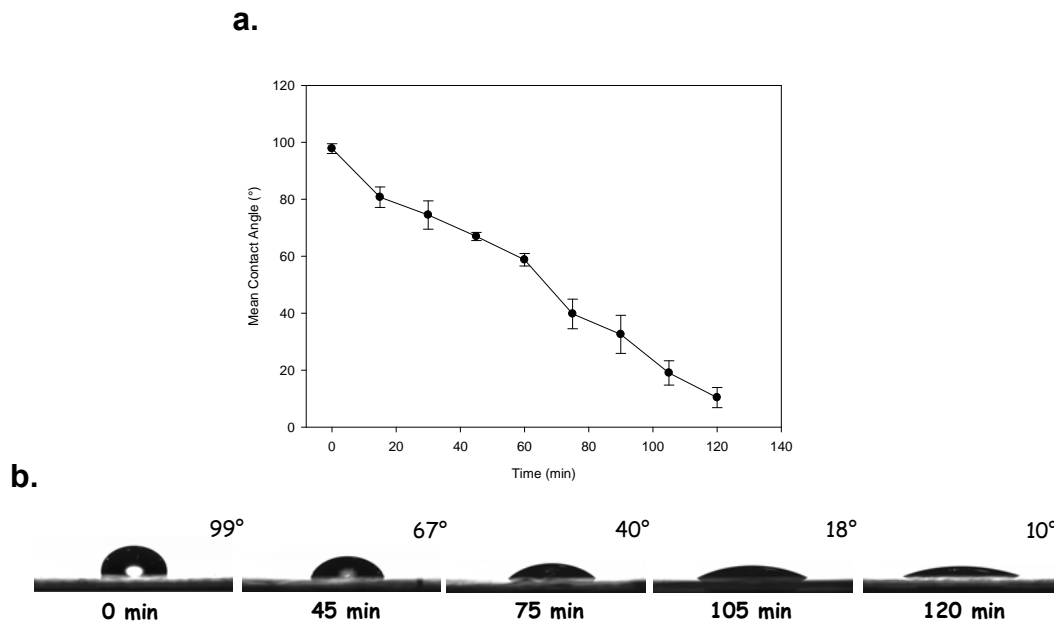 a.
120
100
80
60
40
20
0
Mean Contact Angle (°)
0 20 40 60 80 100 120 140
Time (min)
b.
99° 67° 40° 18° 10°
0 min 45 min 75 min 105 min 120 min